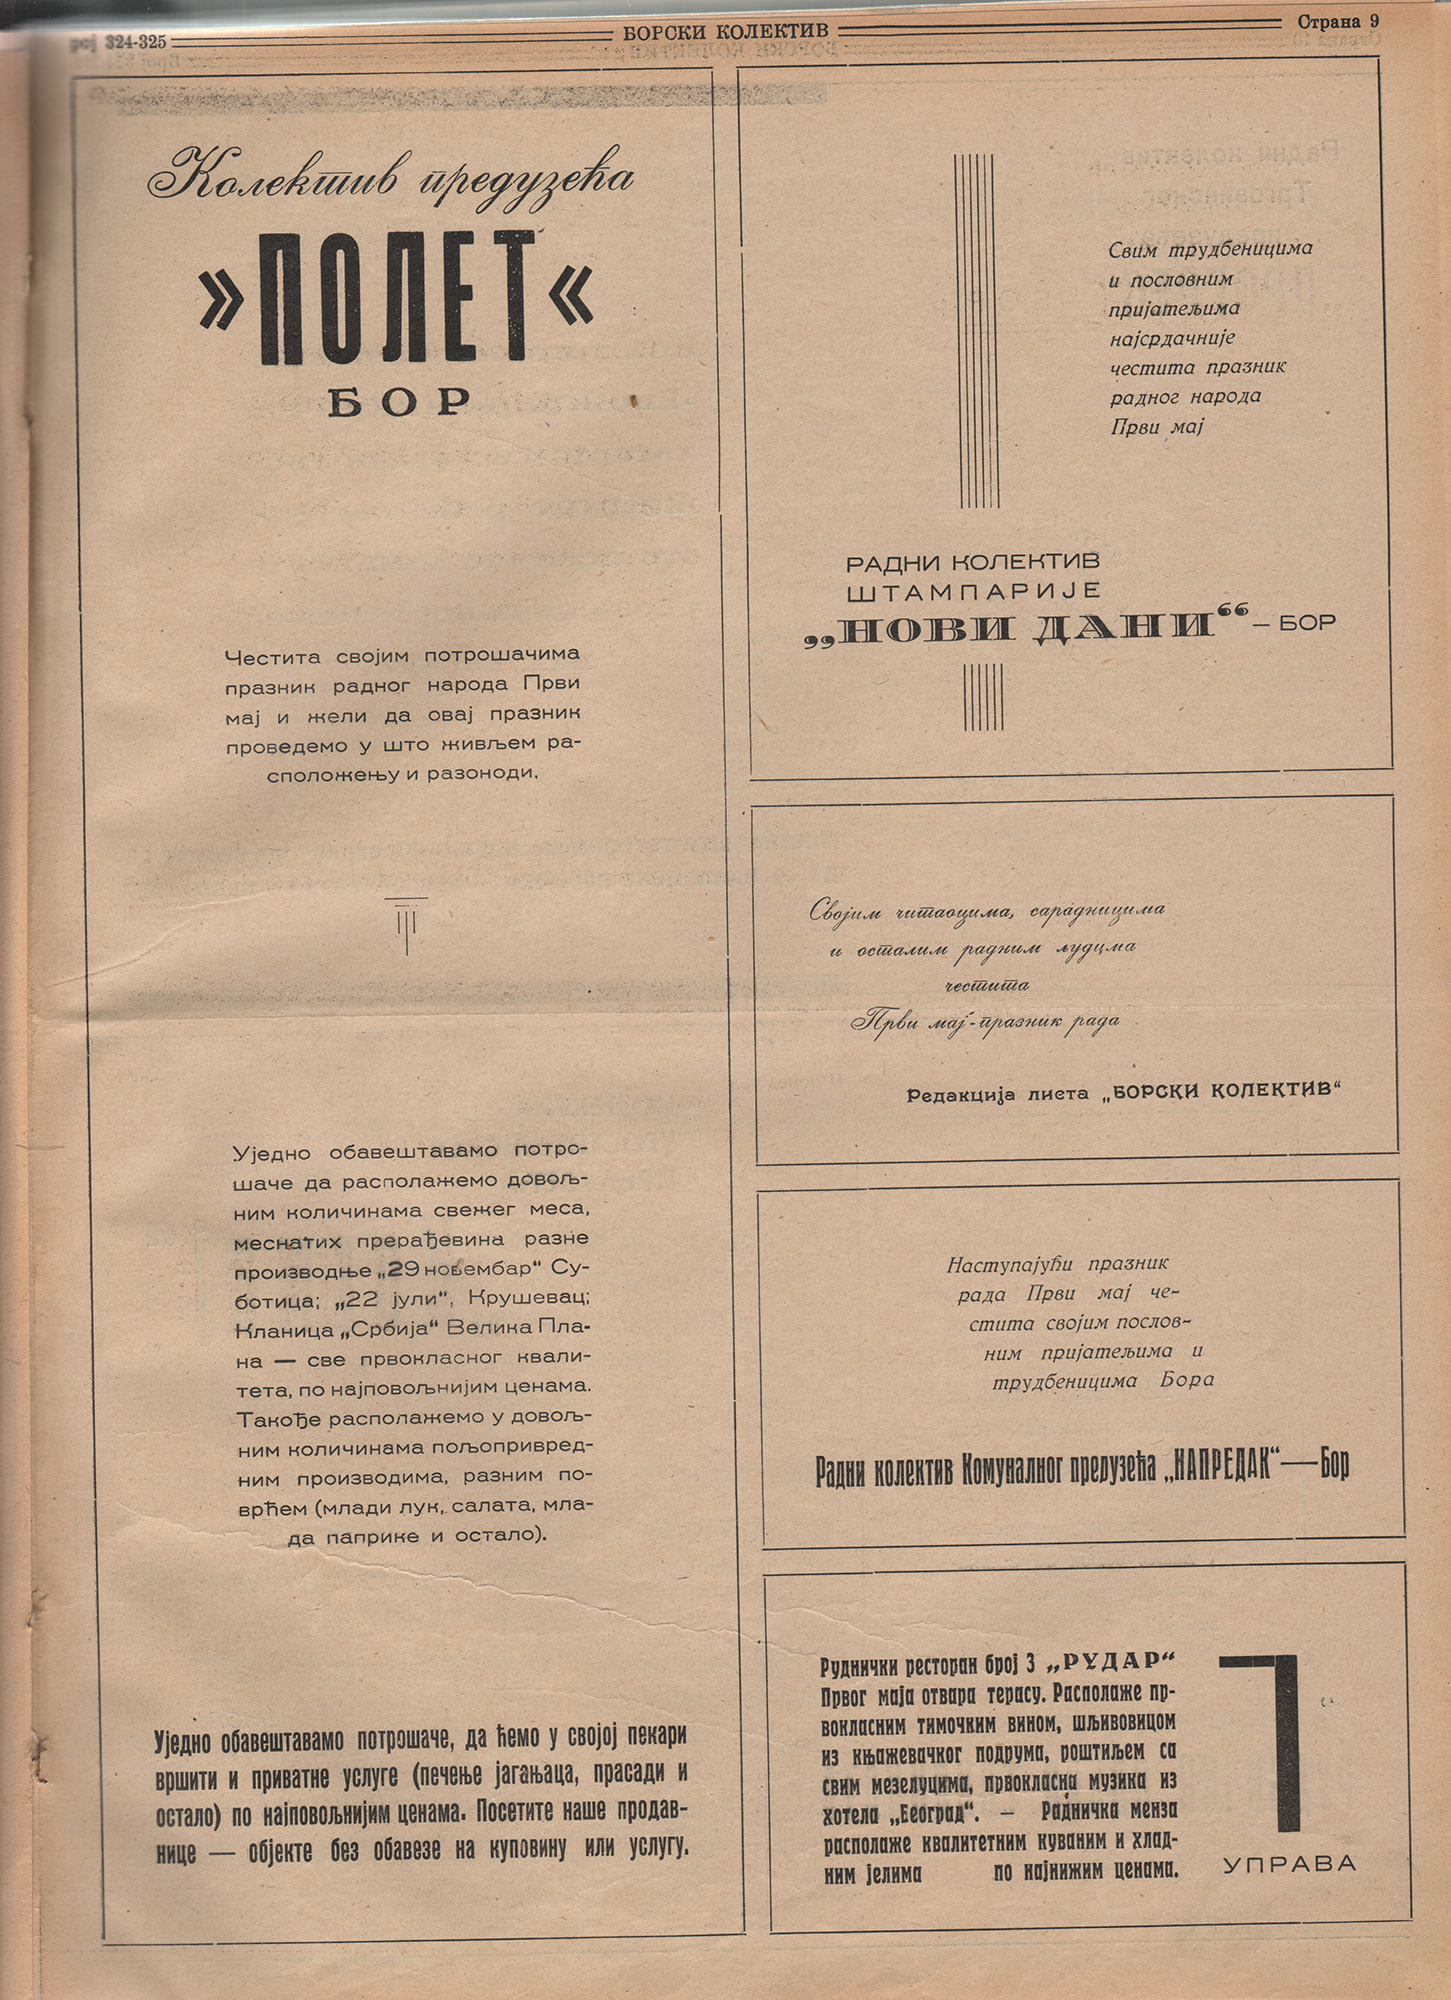 рој 324-325
БОРСКИ КОЛЕКТИВ
Страна 9
Колектив предузећа
»ПОЛЕТ«
БОР
Честита својим потрошачима
празник радног народа Први
мај и жели да овај празник
проведемо у што живљем ра-
сположењу и разоноди.
Уједно обавештавамо потро-
шаче да располажемо довољ-
ним количинама свежег меса,
меснатих прерађевина разне
производње „29 новембар“ Су-
ботица; „22 јули“, Крушевац;
Кланица „Србија“ Велика Пла-
на — све првокласног квали-
тета, по најповољнијим ценама.
Такође располажемо у довољ-
ним количинама пољопривред-
ним производима, разним по-
врћем (млади лук, салата, мла-
да паприке и остало).
Уједно обавештавамо потрошаче, да ћемо у својој пекари
вршити и приватне услуге (печење јагањаца, прасади и
остало) по најповољнијим ценама. Посетите наше продав-
нице — објекте без обавезе на куповину или услугу.
Свим трудбеницима
и пословним
пријатељима
најсрдачније
честита празник
радног народа
Први мај
РАДНИ КОЛЕКТИВ
ШТАМПАРИЈЕ
„НОВИ ДАНИ“ — БОР
Својим читаоцима, сарадницима
и осталим радним људима
честита
Први мај-празник рада
Редакција листа „БОРСКИ КОЛЕКТИВ“
Наступајући празник
рада Први мај че-
стита својим послов-
ним пријатељима и
трудбеницима Бора
Радни колектив Комуналног предузећа „НАПРЕДАК“ — Бор
Руднички ресторан број 3 „РУДАР“
Првог маја отвара терасу. Располаже пр-
вокласним тимочким вином, шљивовицом
из књажевачког подрума, роштиљем са
свим мезелуцима, првокласна музика из
хотела „Београд“. — Радничка менза
располаже квалитетним куваним и хлад-
ним јелима по најнижим ценама.
1
УПРАВА